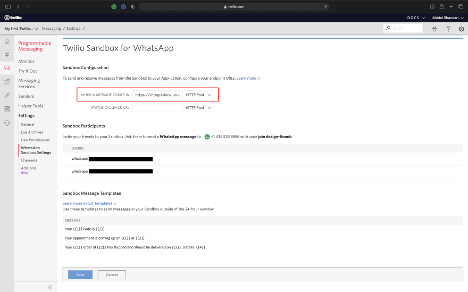 twilio.com
twilio
DOCS
My first Twilio...
Messaging / Settings /
Programmable
Messaging
Monitor
Try it Out
Messaging
Services
Senders
Helper Tools
Settings
General
Geo Permissions
WhatsApp
Sandbox Settings
Channels
Add-ons
Twilio Sandbox for WhatsApp
Sandbox Configuration
To send and receive messages from the Sandbox to your Application, configure your endpoint URLs. Learn more
WHEN A MESSAGE COMES IN
HTTP Post
STATUS CALLBACK URL
HTTP Post
Sandbox Participants
Invite your friends to your Sandbox. Ask them to send a WhatsApp message to +1 415 523 8886 with code join
USERID
whatsapp:
whatsapp:
Sandbox Message Templates
Learn more about templates
Use these templates to send messages in your Sandbox outside of the 24-hour window
MESSAGE
Your {{1}} code is {{2}}
Your appointment is coming up on {{1}} at {{2}}
Your {{1}} order of {{2}} has shipped and should be delivered on {{3}}. Details: {{4}}
Save
Cancel